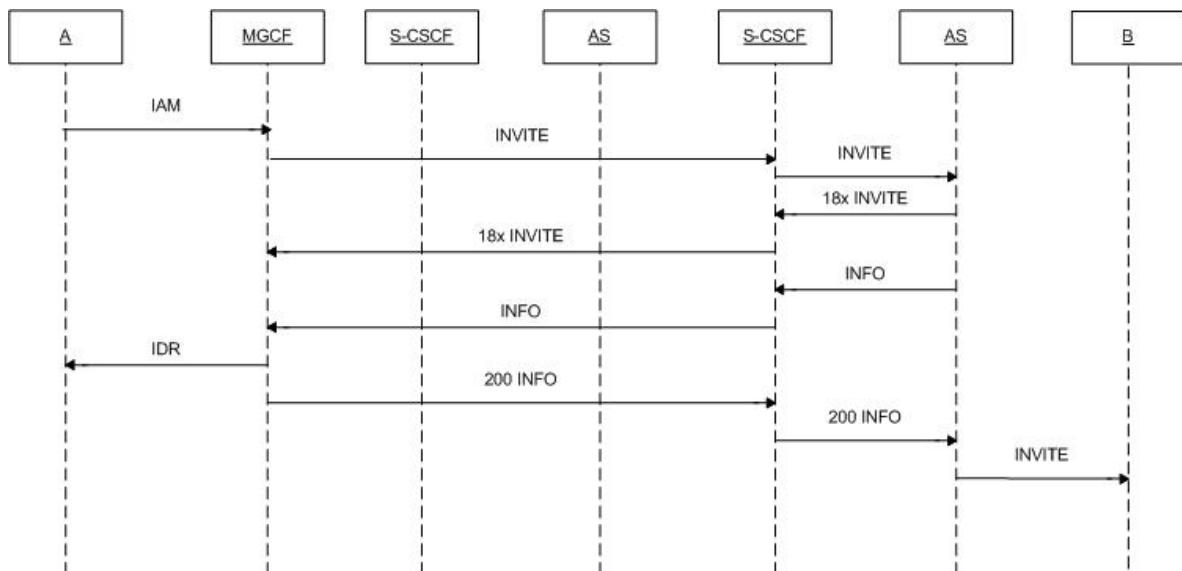 A
MGCF
S-CSCF
AS
S-CSCF
AS
B
IAM
INVITE
INVITE
18x INVITE
18x INVITE
INFO
INFO
IDR
200 INFO
200 INFO
INVITE